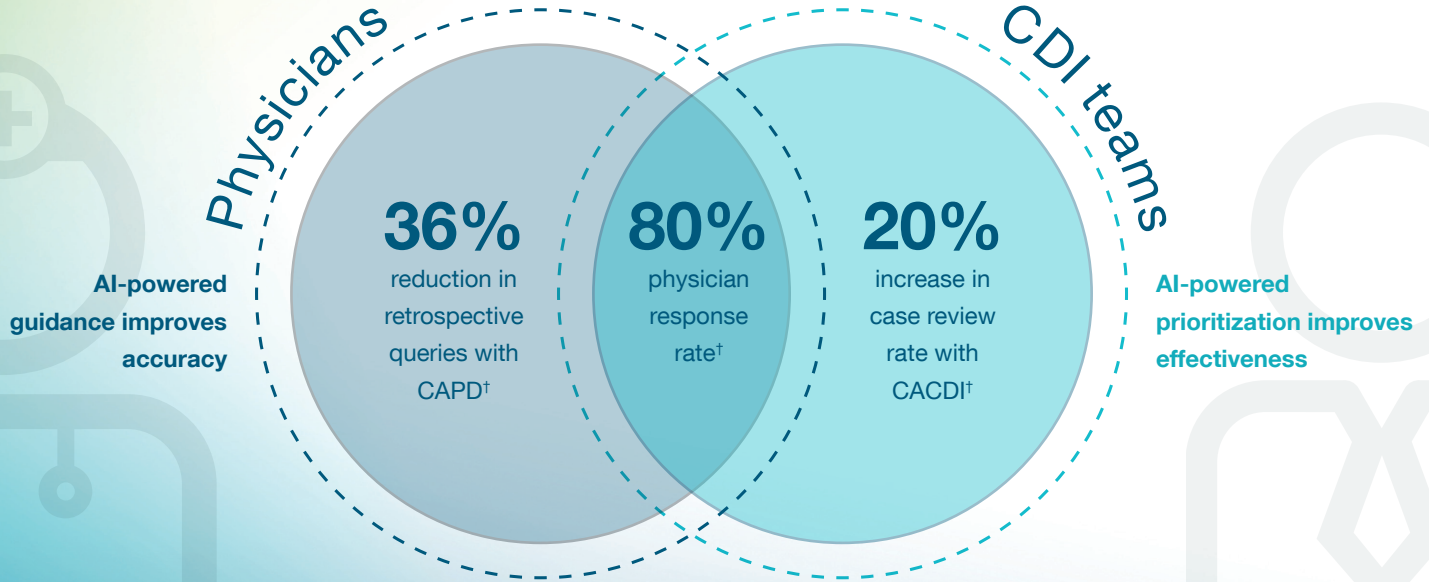 Physicians
CDI teams
AI-powered
guidance improves
accuracy
36%
reduction in
retrospective
queries with
CAPD†
80%
physician
response
rate†
20%
increase in
case review
rate with
CACDI†
AI-powered
prioritization improves
effectiveness